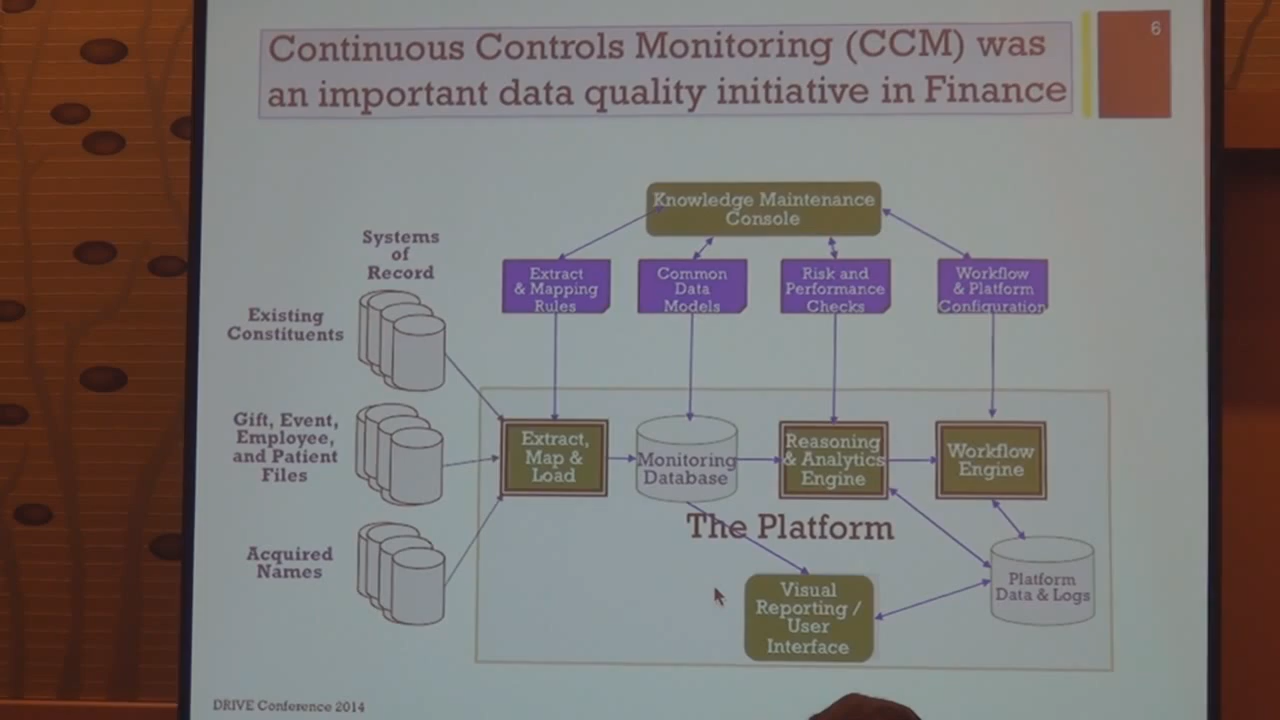 Continuous Controls Monitoring (CCM) was
an important data quality initiative in Finance
6
Knowledge Maintenance
Console
Systems
of
Record
Extract
& Mapping
Rules
Common
Data
Models
Risk and
Performance
Checks
Workflow
& Platform
Configuration
Existing
Constituents
Gift, Event,
Employee,
and Patient
Files
Acquired
Names
Extract,
Map &
Load
Monitoring
Database
Reasoning
& Analytics
Engine
Workflow
Engine
The Platform
Visual
Reporting /
User
Interface
Platform
Data & Logs
DRIVE Conference 2014